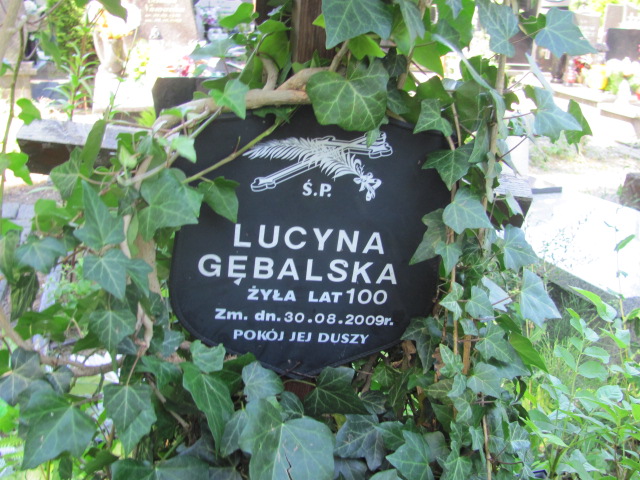 Ś.P.
LUCYNA
GĘBALSKA
ŻYŁA LAT 100
Zm. dn. 30.08.2009r.
POKÓJ JEJ DUSZY